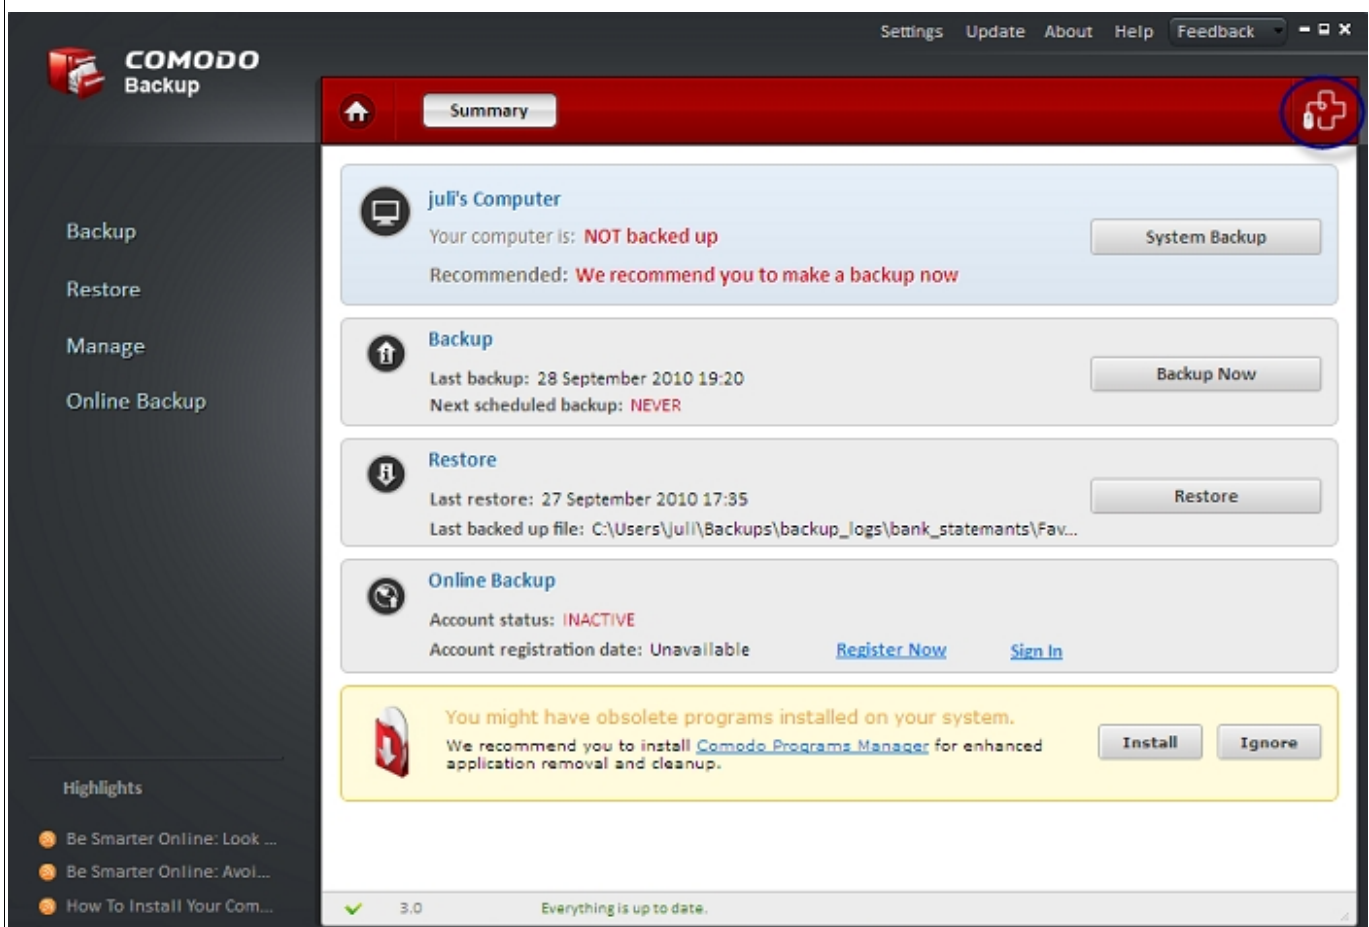 Settings Update About Help Feedback
COMODO
Backup
Summary
Backup
Restore
Manage
Online Backup
juli's Computer
Your computer is: NOT backed up
Recommended: We recommend you to make a backup now
System Backup
Backup
Last backup: 28 September 2010 19:20
Next scheduled backup: NEVER
Backup Now
Restore
Last restore: 27 September 2010 17:35
Last backed up file: C:\Users\juli\Backups\backup_logs\bank_statemants\Fav...
Restore
Online Backup
Account status: INACTIVE
Account registration date: Unavailable Register Now Sign In
You might have obsolete programs installed on your system.
We recommend you to install Comodo Programs Manager for enhanced
application removal and cleanup.
Install Ignore
Highlights
Be Smarter Online: Look ...
Be Smarter Online: Avoi...
How To Install Your Com...
3.0 Everything is up to date.